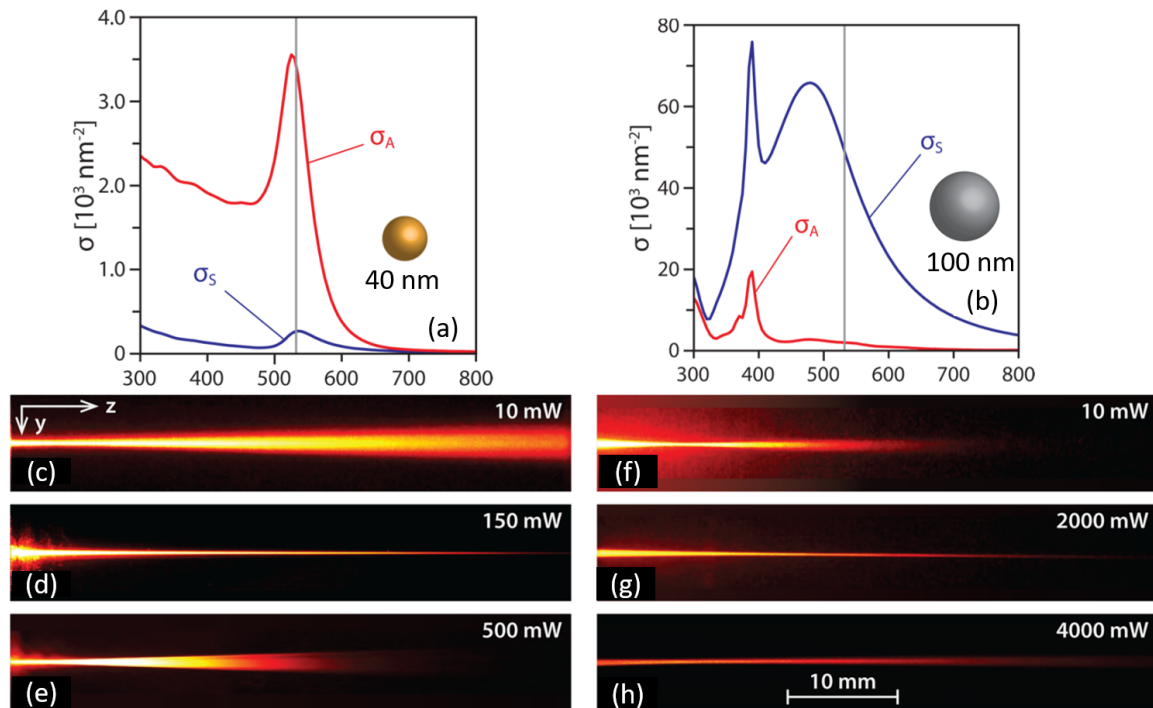 4.0
3.0
2.0
1.0
0
σ [10³ nm⁻²]
σA
σS
40 nm
(a)
300 400 500 600 700 800
80
60
40
20
0
σ [10³ nm⁻²]
σS
σA
100 nm
(b)
300 400 500 600 700 800
z
y
10 mW
(c)
10 mW
(f)
150 mW
(d)
2000 mW
(g)
500 mW
(e)
4000 mW
10 mm
(h)